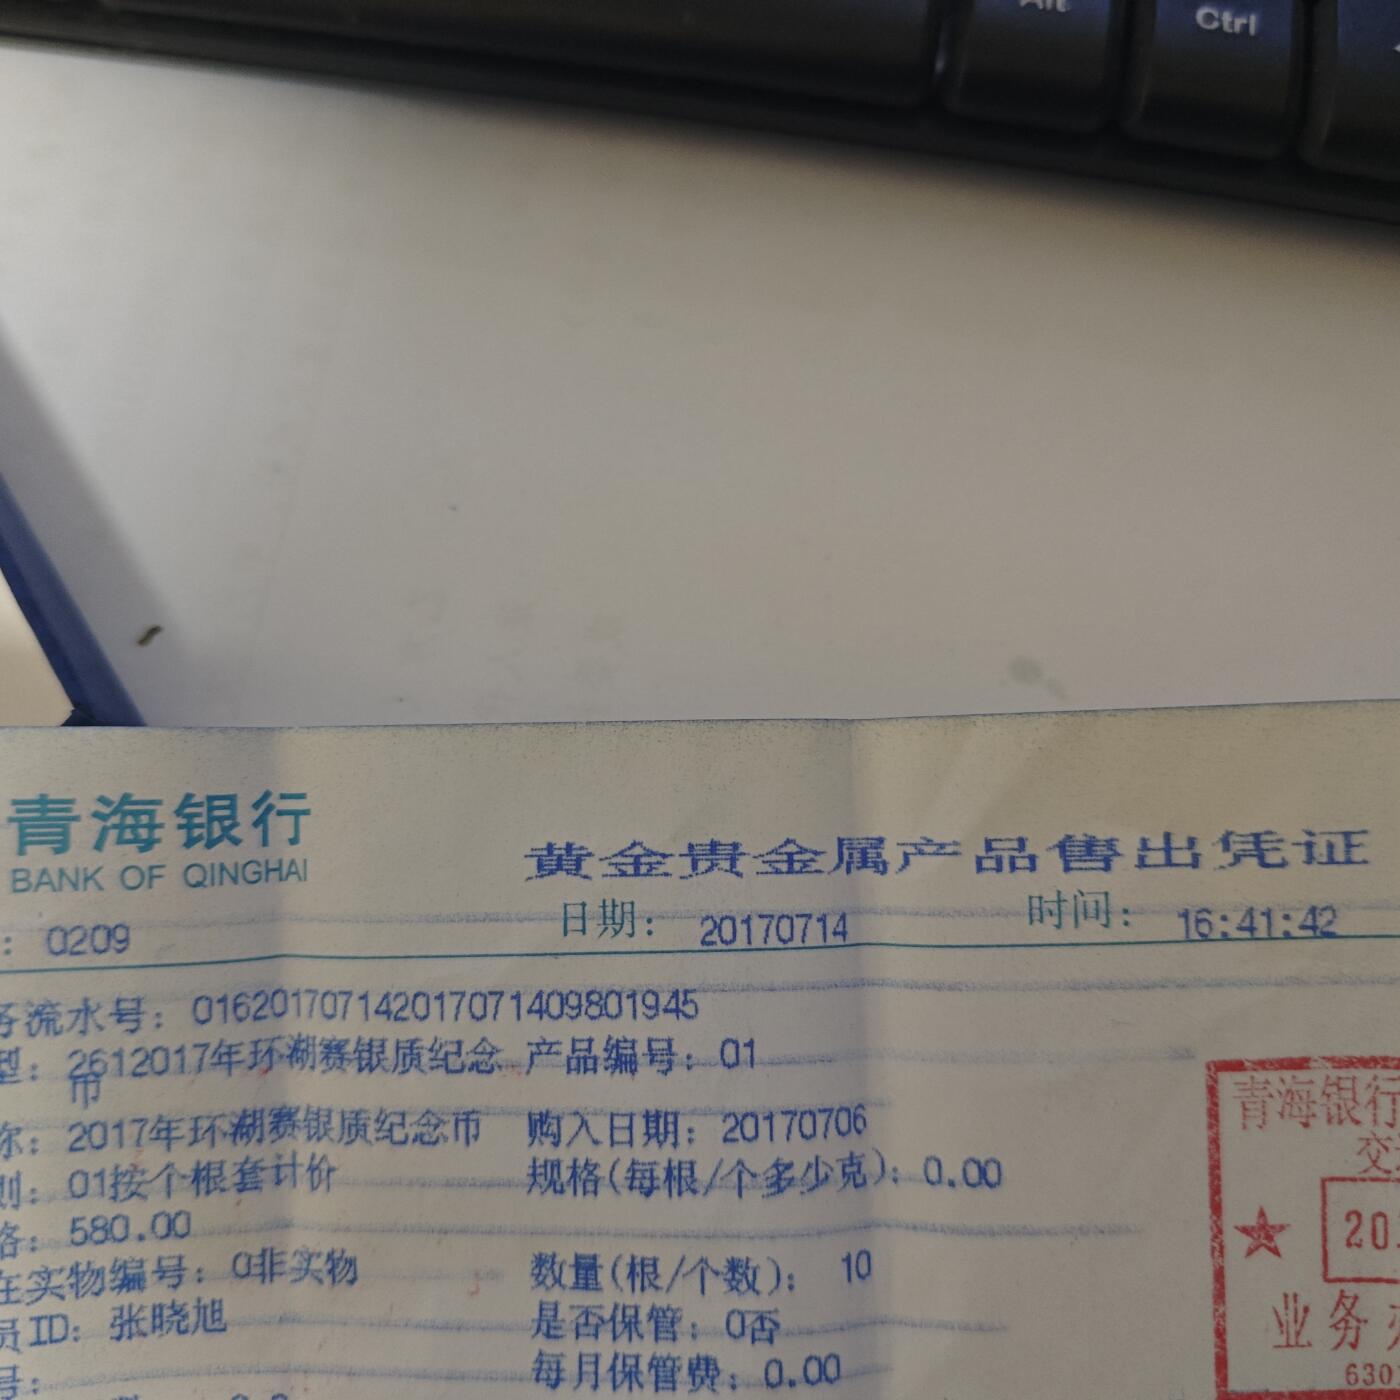 Alt Ctrl
青海银行
BANK OF QINGHAI
黄金贵金属产品售出凭证
: 0209 日期: 20170714 时间: 16:41:42
务流水号: 016201707142017071409801945
型: 2612017年环湖赛银质纪念币 产品编号: 01
称: 2017年环湖赛银质纪念币 购入日期: 20170706
则: 01按个根套计价 规格(每根/个多少克): 0.00
格: 580.00
在实物编号: 0非实物 数量(根/个数): 10
员ID: 张晓旭 是否保管: 0否
号: 每月保管费: 0.00
青海银行
交
201
业务
630